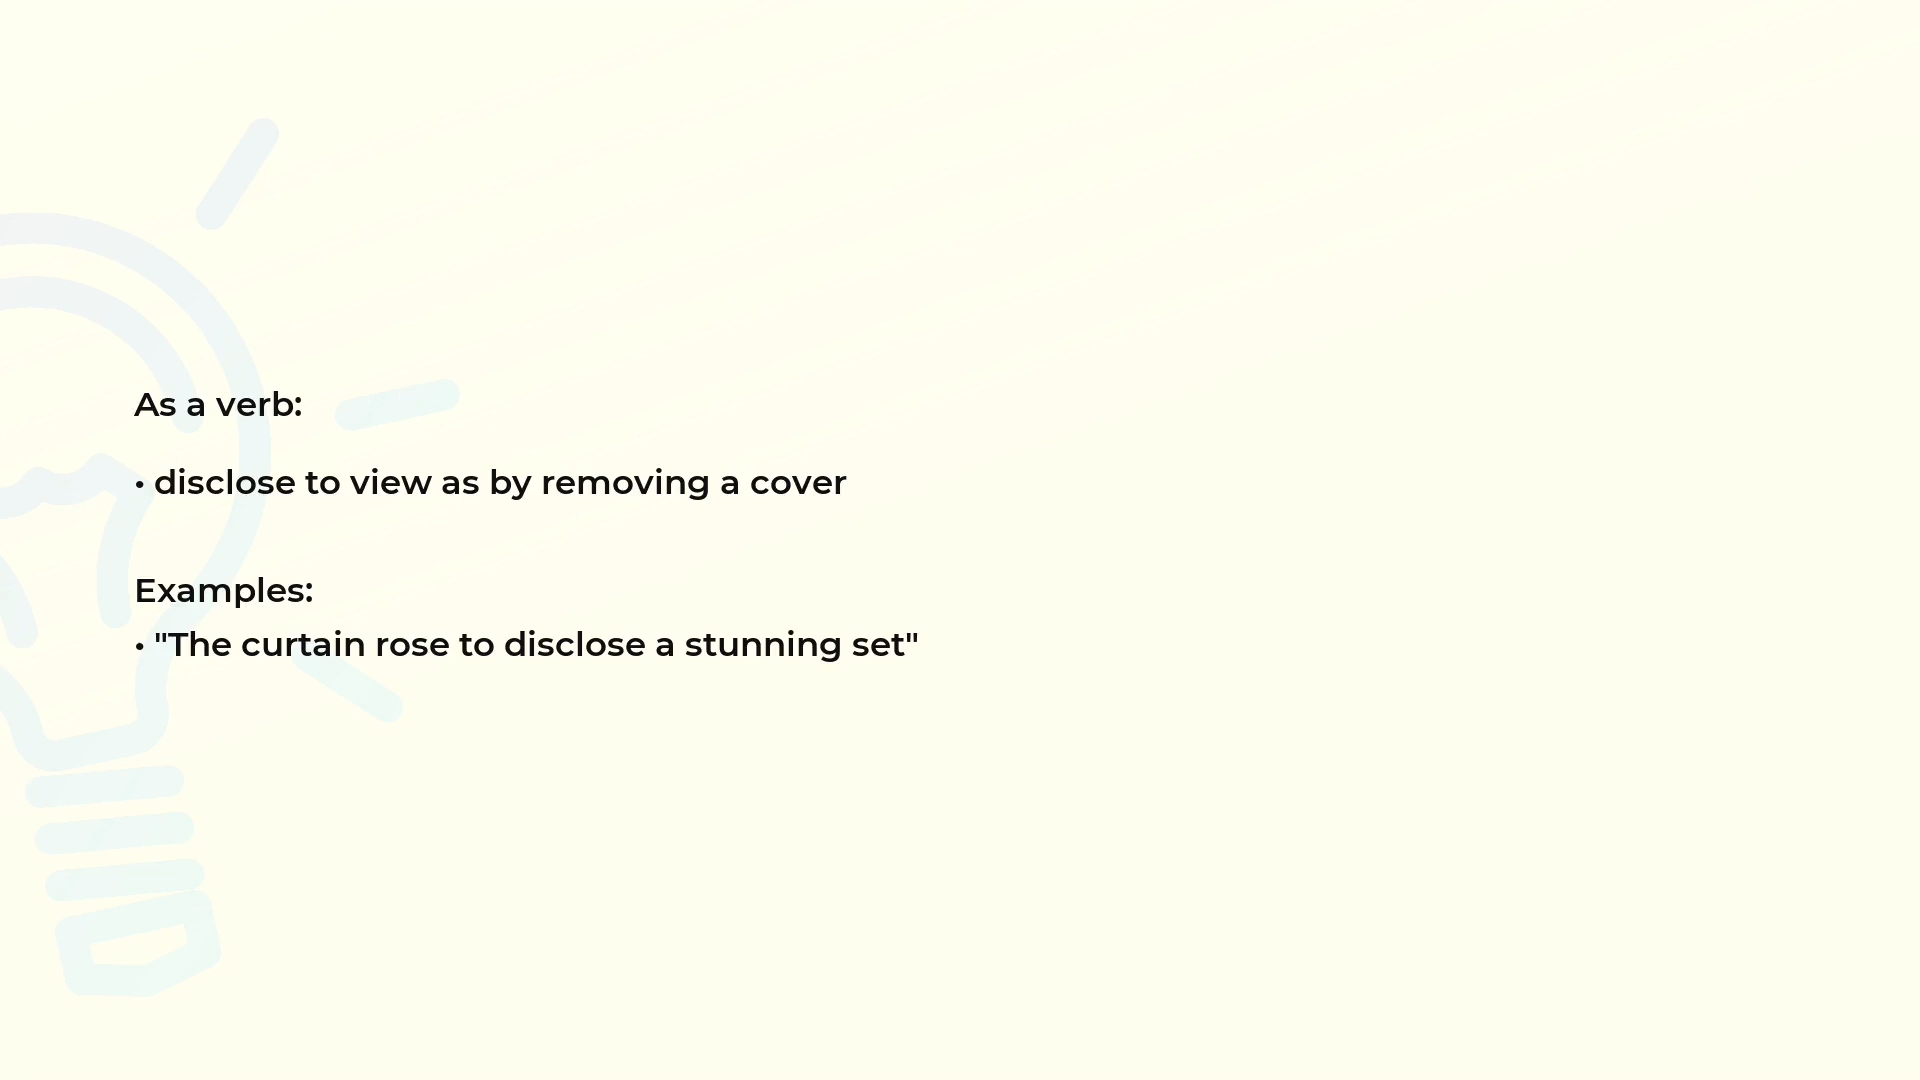 As a verb:
• disclose to view as by removing a cover
Examples:
• "The curtain rose to disclose a stunning set"